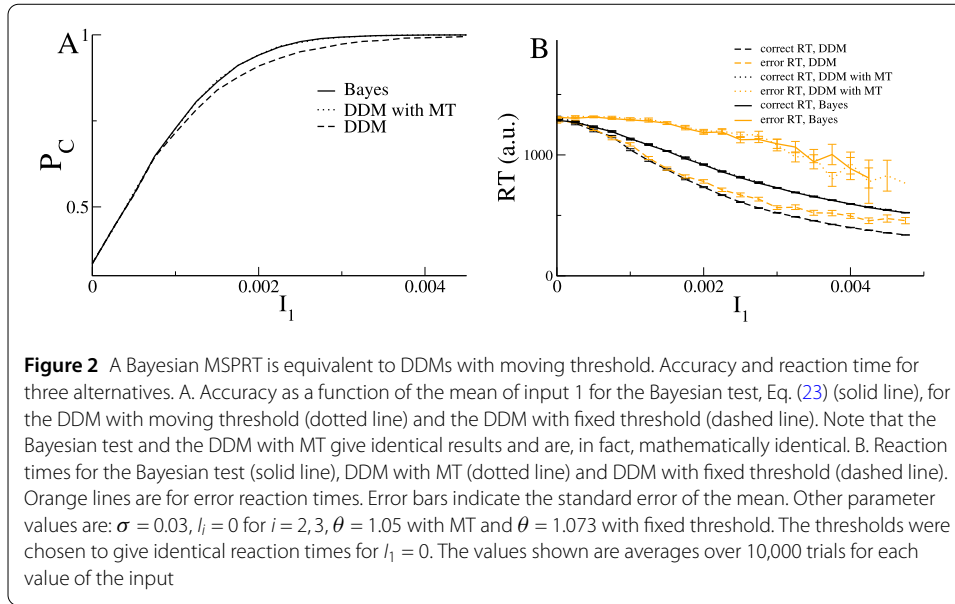 A
1
0.5
P_C
0
0.002
0.004
I_1
Bayes
DDM with MT
DDM
B
1000
0
RT (a.u.)
0
0.002
0.004
I_1
correct RT, DDM
error RT, DDM
correct RT, DDM with MT
error RT, DDM with MT
correct RT, Bayes
error RT, Bayes
Figure 2 A Bayesian MSPRT is equivalent to DDMs with moving threshold. Accuracy and reaction time for
three alternatives. A. Accuracy as a function of the mean of input 1 for the Bayesian test, Eq. (23) (solid line), for
the DDM with moving threshold (dotted line) and the DDM with fixed threshold (dashed line). Note that the
Bayesian test and the DDM with MT give identical results and are, in fact, mathematically identical. B. Reaction
times for the Bayesian test (solid line), DDM with MT (dotted line) and DDM with fixed threshold (dashed line).
Orange lines are for error reaction times. Error bars indicate the standard error of the mean. Other parameter
values are: σ = 0.03, I_i = 0 for i = 2, 3, θ = 1.05 with MT and θ = 1.073 with fixed threshold. The thresholds were
chosen to give identical reaction times for I_1 = 0. The values shown are averages over 10,000 trials for each
value of the input